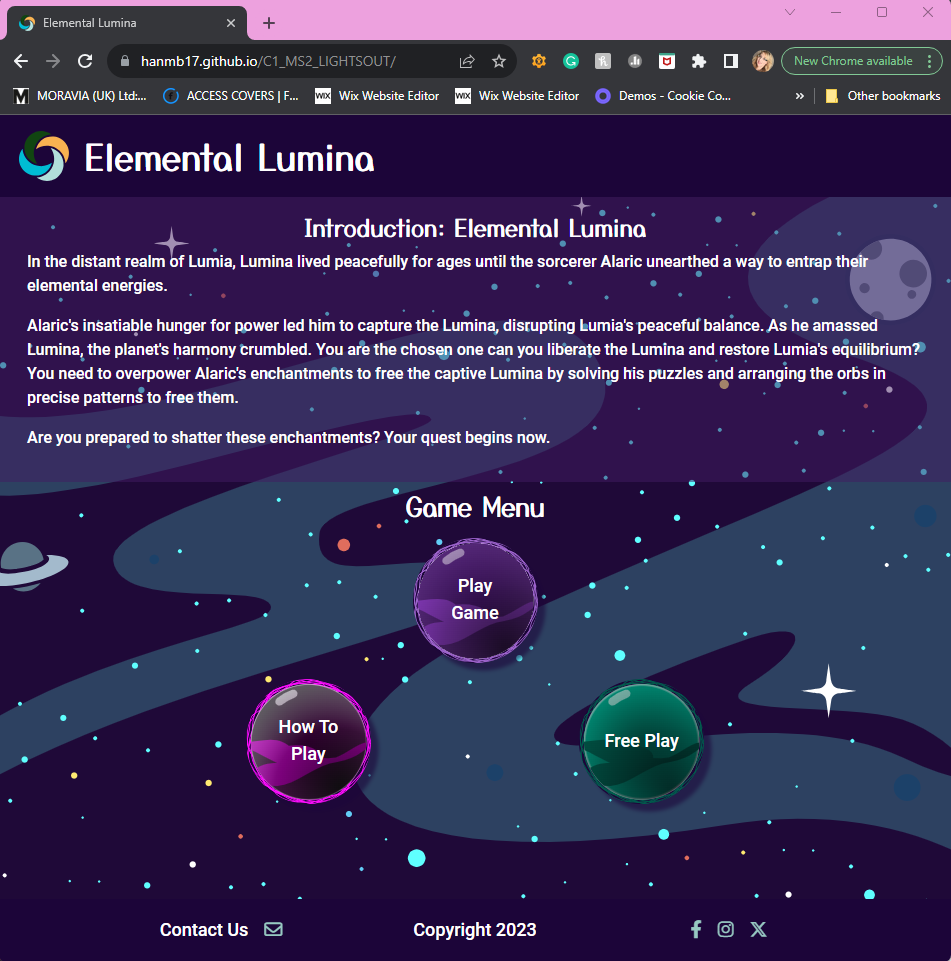 Elemental Lumina
hanmb17.github.io/C1_MS2_LIGHTSOUT/
New Chrome available
MORAVIA (UK) Ltd:...
ACCESS COVERS | F...
WIX Wix Website Editor
WIX Wix Website Editor
Demos - Cookie Co...
»
Other bookmarks
Elemental Lumina
Introduction: Elemental Lumina
In the distant realm of Lumia, Lumina lived peacefully for ages until the sorcerer Alaric unearthed a way to entrap their
elemental energies.
Alaric's insatiable hunger for power led him to capture the Lumina, disrupting Lumia's peaceful balance. As he amassed
Lumina, the planet's harmony crumbled. You are the chosen one can you liberate the Lumina and restore Lumia's equilibrium?
You need to overpower Alaric's enchantments to free the captive Lumina by solving his puzzles and arranging the orbs in
precise patterns to free them.
Are you prepared to shatter these enchantments? Your quest begins now.
Game Menu
Play
Game
How To
Play
Free Play
Contact Us
Copyright 2023